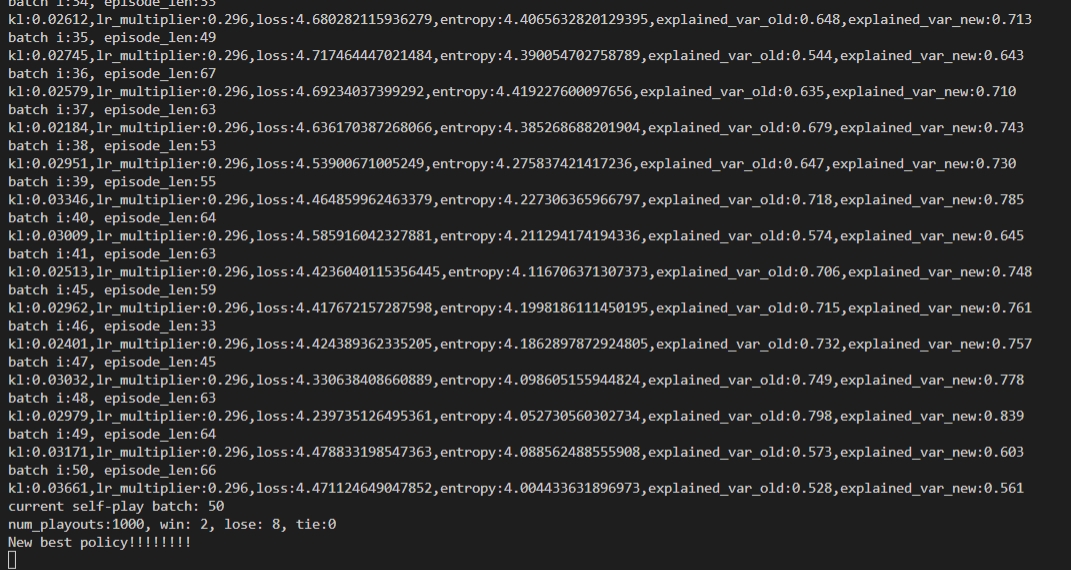 batch i:34, episode_len:35
kl:0.02612,lr_multiplier:0.296,loss:4.680282115936279,entropy:4.4065632820129395,explained_var_old:0.648,explained_var_new:0.713
batch i:35, episode_len:49
kl:0.02745,lr_multiplier:0.296,loss:4.717464447021484,entropy:4.390054702758789,explained_var_old:0.544,explained_var_new:0.643
batch i:36, episode_len:67
kl:0.02579,lr_multiplier:0.296,loss:4.69234037399292,entropy:4.419227600097656,explained_var_old:0.635,explained_var_new:0.710
batch i:37, episode_len:63
kl:0.02184,lr_multiplier:0.296,loss:4.636170387268066,entropy:4.385268688201904,explained_var_old:0.679,explained_var_new:0.743
batch i:38, episode_len:53
kl:0.02951,lr_multiplier:0.296,loss:4.53900671005249,entropy:4.275837421417236,explained_var_old:0.647,explained_var_new:0.730
batch i:39, episode_len:55
kl:0.03346,lr_multiplier:0.296,loss:4.464859962463379,entropy:4.227306365966797,explained_var_old:0.718,explained_var_new:0.785
batch i:40, episode_len:64
kl:0.03009,lr_multiplier:0.296,loss:4.585916042327881,entropy:4.211294174194336,explained_var_old:0.574,explained_var_new:0.645
batch i:41, episode_len:63
kl:0.02513,lr_multiplier:0.296,loss:4.4236040115356445,entropy:4.116706371307373,explained_var_old:0.706,explained_var_new:0.748
batch i:45, episode_len:59
kl:0.02962,lr_multiplier:0.296,loss:4.417672157287598,entropy:4.1998186111450195,explained_var_old:0.715,explained_var_new:0.761
batch i:46, episode_len:33
kl:0.02401,lr_multiplier:0.296,loss:4.424389362335205,entropy:4.1862897872924805,explained_var_old:0.732,explained_var_new:0.757
batch i:47, episode_len:45
kl:0.03032,lr_multiplier:0.296,loss:4.330638408660889,entropy:4.098605155944824,explained_var_old:0.749,explained_var_new:0.778
batch i:48, episode_len:63
kl:0.02979,lr_multiplier:0.296,loss:4.239735126495361,entropy:4.052730560302734,explained_var_old:0.798,explained_var_new:0.839
batch i:49, episode_len:64
kl:0.03171,lr_multiplier:0.296,loss:4.478833198547363,entropy:4.088562488555908,explained_var_old:0.573,explained_var_new:0.603
batch i:50, episode_len:66
kl:0.03661,lr_multiplier:0.296,loss:4.471124649047852,entropy:4.004433631896973,explained_var_old:0.528,explained_var_new:0.561
current self-play batch: 50
num_playouts:1000, win: 2, lose: 8, tie:0
New best policy!!!!!!!!